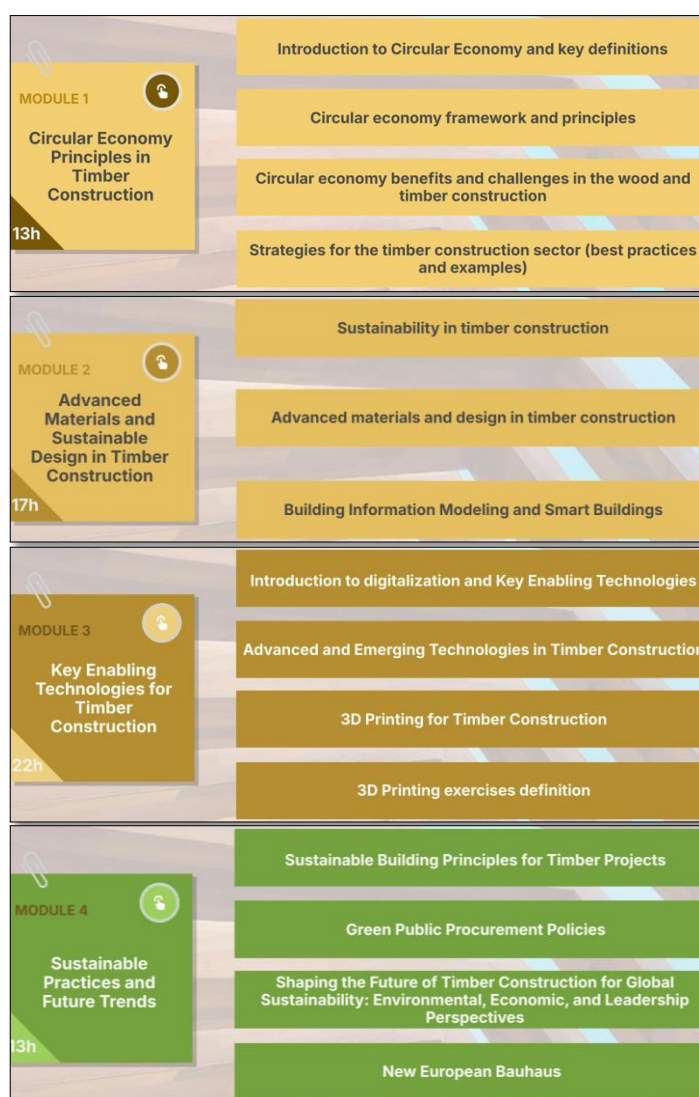 MODULE 1
Circular Economy
Principles in
Timber
Construction
13h
Introduction to Circular Economy and key definitions
Circular economy framework and principles
Circular economy benefits and challenges in the wood and
timber construction
Strategies for the timber construction sector (best practices
and examples)
MODULE 2
Advanced
Materials and
Sustainable
Design in Timber
Construction
17h
Sustainability in timber construction
Advanced materials and design in timber construction
Building Information Modeling and Smart Buildings
MODULE 3
Key Enabling
Technologies for
Timber
Construction
22h
Introduction to digitalization and Key Enabling Technologies
Advanced and Emerging Technologies in Timber Construction
3D Printing for Timber Construction
3D Printing exercises definition
MODULE 4
Sustainable
Practices and
Future Trends
13h
Sustainable Building Principles for Timber Projects
Green Public Procurement Policies
Shaping the Future of Timber Construction for Global
Sustainability: Environmental, Economic, and Leadership
Perspectives
New European Bauhaus